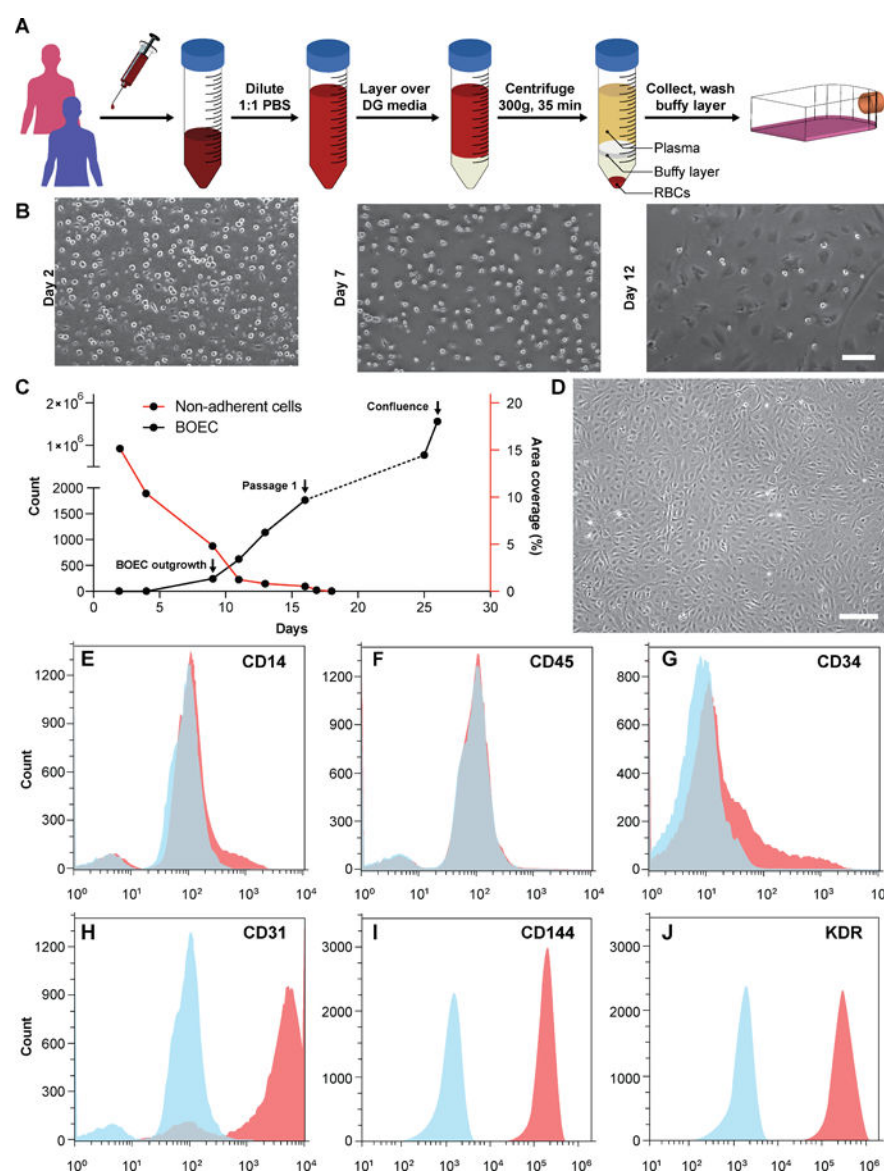 A
Dilute
1:1 PBS
Layer over
DG media
Centrifuge
300g, 35 min
Collect, wash
buffy layer
Plasma
Buffy layer
RBCs
B
Day 2
Day 7
Day 12
C
2× 10⁶
1× 10⁶
2000
1500
1000
500
0
Count
Non-adherent cells
BOEC
Confluence
Passage 1
BOEC outgrowth
20
15
10
5
0
Area coverage (%)
0 5 10 15 20 25 30
Days
D
E
CD14
1200
900
600
300
0
Count
10⁰ 10¹ 10² 10³ 10⁴
F
CD45
1200
900
600
300
0
10⁰ 10¹ 10² 10³ 10⁴
G
CD34
800
600
400
200
0
10⁰ 10¹ 10² 10³ 10⁴
H
CD31
1200
900
600
300
0
Count
10⁰ 10¹ 10² 10³ 10⁴
I
CD144
3000
2000
1000
0
10¹ 10² 10³ 10⁴ 10⁵ 10⁶
J
KDR
3000
2000
1000
0
10¹ 10² 10³ 10⁴ 10⁵ 10⁶